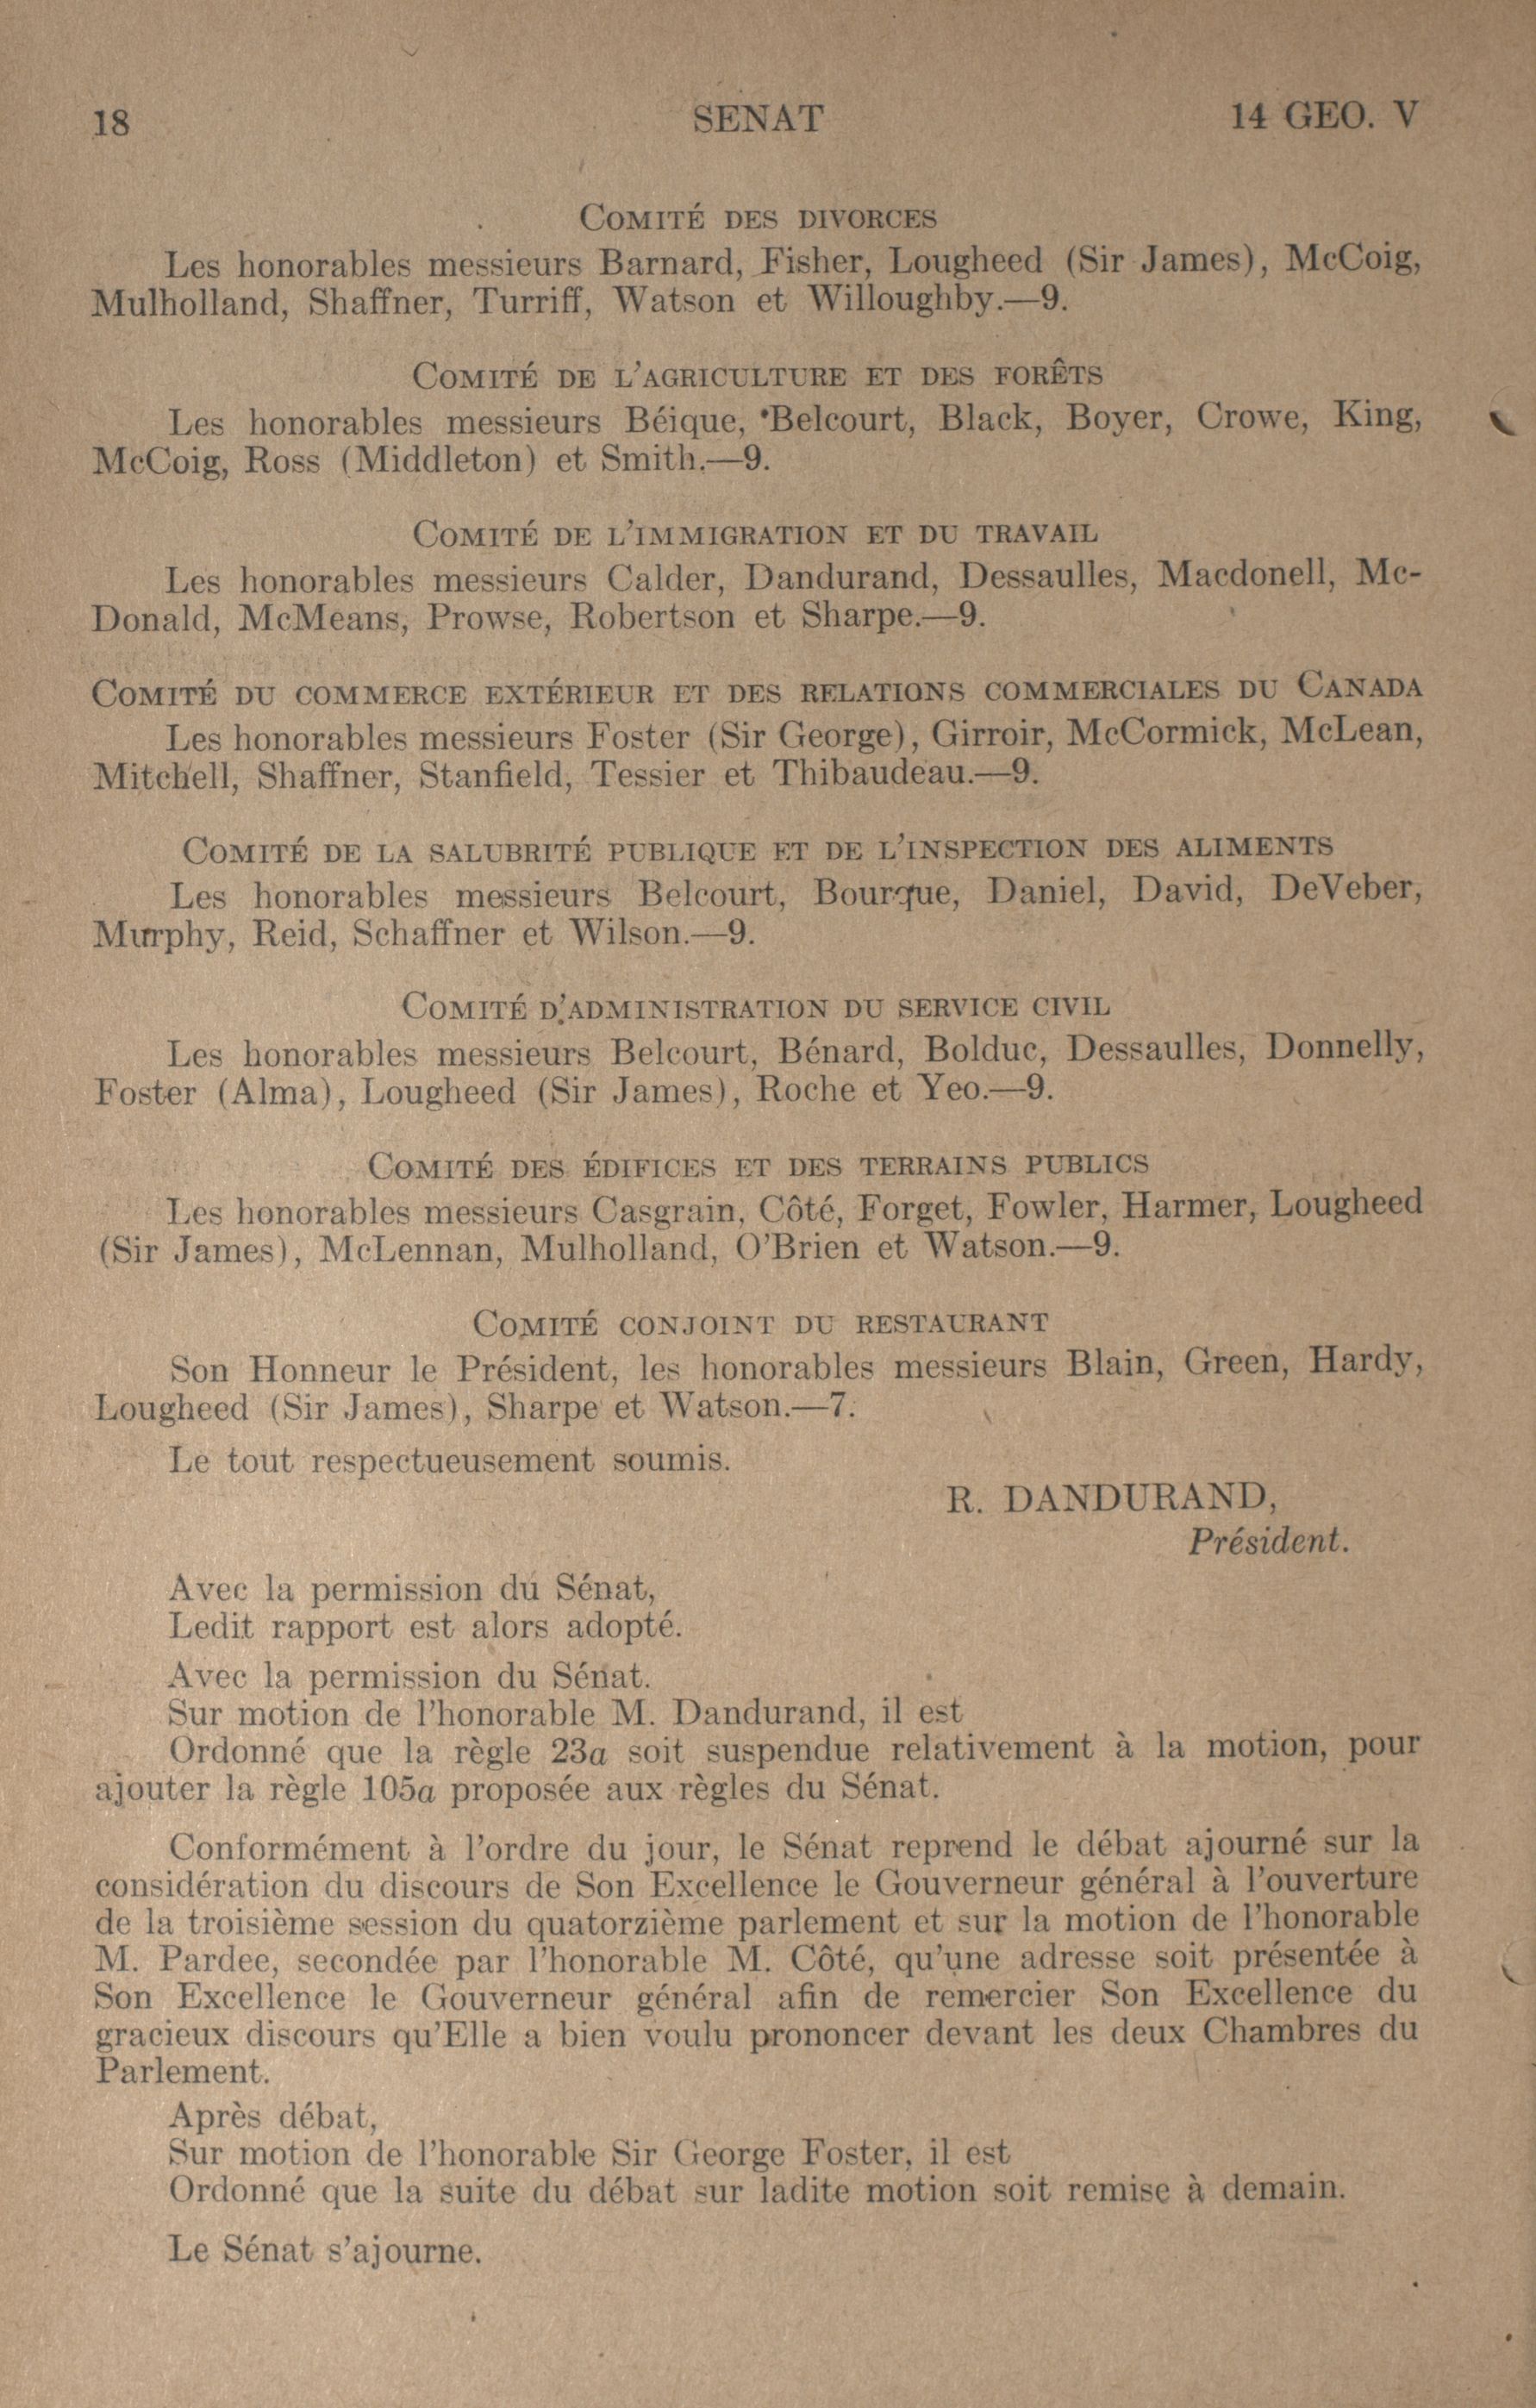 18 SENAT 14 GEO. V
COMITÉ DES DIVORCES
Les honorables messieurs Barnard, Fisher, Lougheed (Sir James), McCoig,
Mulholland, Shaffner, Turriff, Watson et Willoughby.—9.
COMITÉ DE L'AGRICULTURE ET DES FORÊTS
Les honorables messieurs Béique, Belcourt, Black, Boyer, Crowe, King,
McCoig, Ross (Middleton) et Smith.—9.
COMITÉ DE L'IMMIGRATION ET DU TRAVAIL
Les honorables messieurs Calder, Dandurand, Dessaulles, Macdonell, Mc-
Donald, McMeans, Prowse, Robertson et Sharpe.—9.
COMITÉ DU COMMERCE EXTÉRIEUR ET DES RELATIONS COMMERCIALES DU CANADA
Les honorables messieurs Foster (Sir George), Girroir, McCormick, McLean,
Mitchell, Shaffner, Stanfield, Tessier et Thibaudeau.—9.
COMITÉ DE LA SALUBRITÉ PUBLIQUE ET DE L'INSPECTION DES ALIMENTS
Les honorables messieurs Belcourt, Bourque, Daniel, David, DeVeber,
Murphy, Reid, Schaffner et Wilson.—9.
COMITÉ D'ADMINISTRATION DU SERVICE CIVIL
Les honorables messieurs Belcourt, Bénard, Bolduc, Dessaulles, Donnelly,
Foster (Alma), Lougheed (Sir James), Roche et Yeo.—9.
COMITÉ DES ÉDIFICES ET DES TERRAINS PUBLICS
Les honorables messieurs Casgrain, Côté, Forget, Fowler, Harmer, Lougheed
(Sir James), McLennan, Mulholland, O'Brien et Watson.—9.
COMITÉ CONJOINT DU RESTAURANT
Son Honneur le Président, les honorables messieurs Blain, Green, Hardy,
Lougheed (Sir James), Sharpe et Watson.—7.
Le tout respectueusement soumis.
R. DANDURAND,
Président.
Avec la permission du Sénat,
Ledit rapport est alors adopté.
Avec la permission du Sénat.
Sur motion de l'honorable M. Dandurand, il est
Ordonné que la règle 23a soit suspendue relativement à la motion, pour
ajouter la règle 105a proposée aux règles du Sénat.
Conformément à l'ordre du jour, le Sénat reprend le débat ajourné sur la
considération du discours de Son Excellence le Gouverneur général à l'ouverture
de la troisième session du quatorzième parlement et sur la motion de l'honorable
M. Pardee, secondée par l'honorable M. Côté, qu'une adresse soit présentée à
Son Excellence le Gouverneur général afin de remercier Son Excellence du
gracieux discours qu'Elle a bien voulu prononcer devant les deux Chambres du
Parlement.
Après débat,
Sur motion de l'honorable Sir George Foster, il est
Ordonné que la suite du débat sur ladite motion soit remise à demain.
Le Sénat s'ajourne.